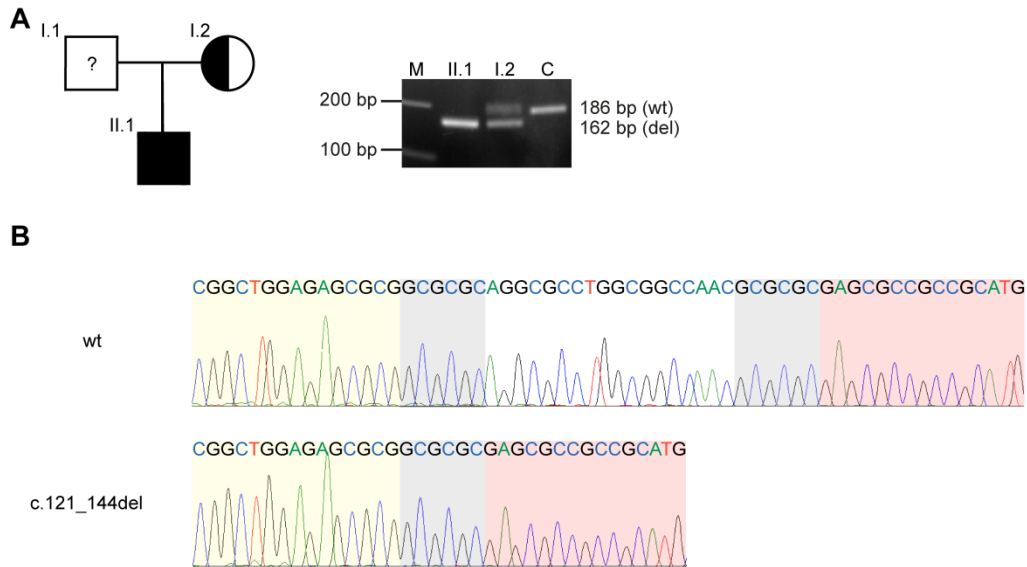 A
I.1
I.2
?
II.1
M II.1 I.2 C
200 bp
186 bp (wt)
162 bp (del)
100 bp
B
CGGCTGGAGAGCGCGGCGCGCAGGCGCCTGGCGGCCAACGCGCGCGAGCGCCGCCGCATG
wt
CGGCTGGAGAGCGCGGCGCGCGAGCGCCGCCGCATG
c.121_144del